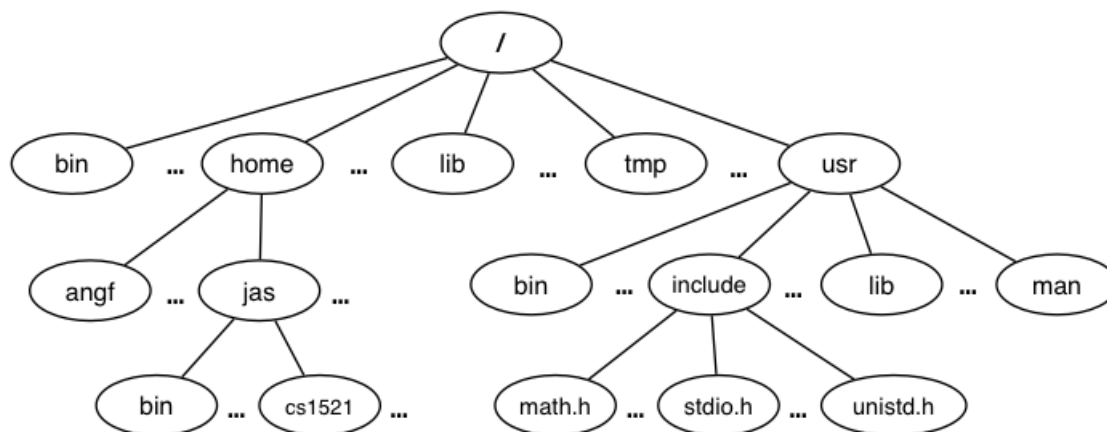 /
bin ... home ... lib ... tmp ... usr
angf ... jas ... bin ... include ... lib ... man
bin ... cs1521 ... math.h ... stdio.h ... unistd.h